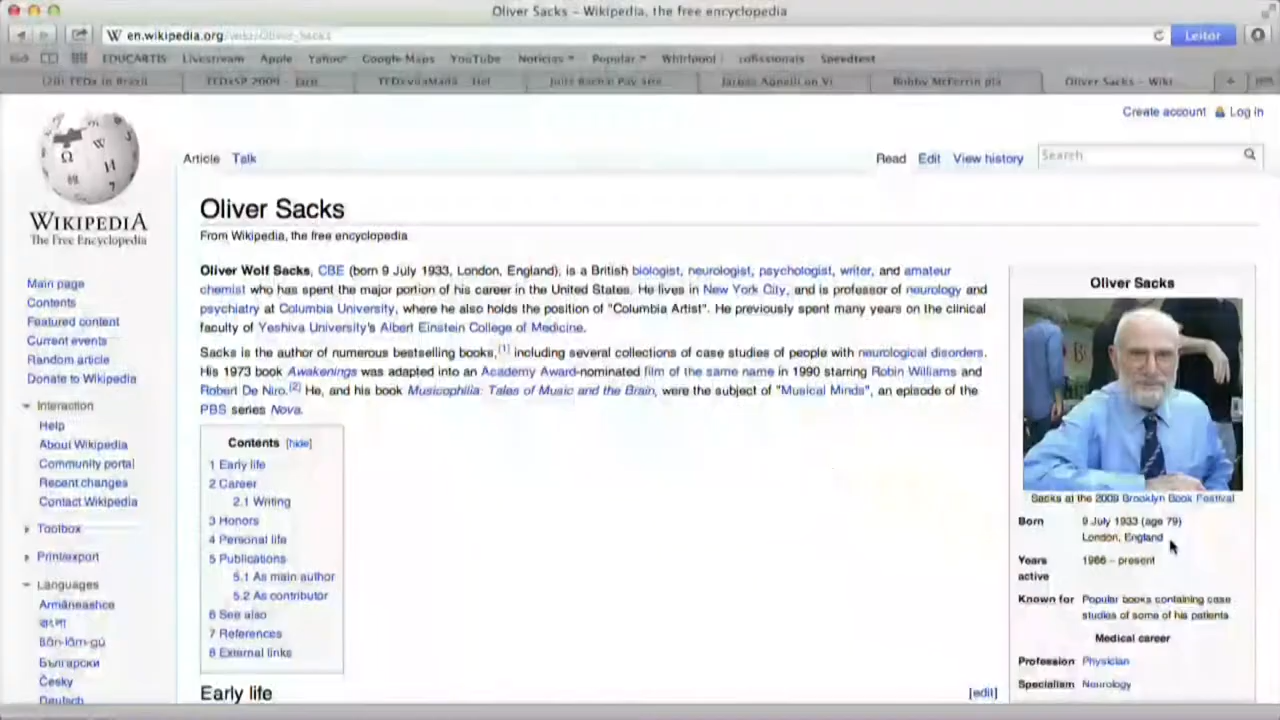 Oliver Sacks – Wikipedia, the free encyclopedia
en.wikipedia.org/wiki/Oliver_Sacks
Leitor
EDUCARTIS Livestream Apple Yahoo! Google Maps YouTube Notícias Popular Whirlpool Speedtest
TEDx in Brazil
TEDxSP 2009 –
Bobby McFerrin pla
Oliver Sacks – Wiki
Create account Log in
Article Talk
Read Edit View history Search
WIKIPEDIA
The Free Encyclopedia
Main page
Contents
Featured content
Current events
Random article
Donate to Wikipedia
Interaction
Help
About Wikipedia
Community portal
Recent changes
Contact Wikipedia
Toolbox
Print/export
Languages
Armãneashce
বাংলা
Bân-lâm-gú
Български
Česky
Deutsch
Oliver Sacks
From Wikipedia, the free encyclopedia
Oliver Wolf Sacks, CBE (born 9 July 1933, London, England), is a British biologist, neurologist, psychologist, writer, and amateur
chemist who has spent the major portion of his career in the United States. He lives in New York City, and is professor of neurology and
psychiatry at Columbia University, where he also holds the position of "Columbia Artist". He previously spent many years on the clinical
faculty of Yeshiva University's Albert Einstein College of Medicine.
Sacks is the author of numerous bestselling books,[1] including several collections of case studies of people with neurological disorders.
His 1973 book Awakenings was adapted into an Academy Award-nominated film of the same name in 1990 starring Robin Williams and
Robert De Niro.[2] He, and his book Musicophilia: Tales of Music and the Brain, were the subject of "Musical Minds", an episode of the
PBS series Nova.
Contents [hide]
1 Early life
2 Career
2.1 Writing
3 Honors
4 Personal life
5 Publications
5.1 As main author
5.2 As contributor
6 See also
7 References
8 External links
Early life [edit]
Oliver Sacks
Sacks at the 2009 Brooklyn Book Festival
Born 9 July 1933 (age 79)
London, England
Years active 1966 – present
Known for Popular books containing case
studies of some of his patients
Medical career
Profession Physician
Specialism Neurology